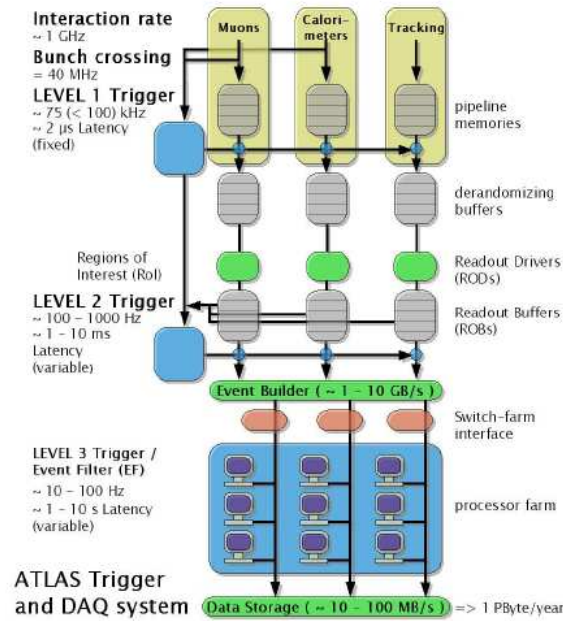 Interaction rate
~ 1 GHz
Bunch crossing
= 40 MHz
LEVEL 1 Trigger
~ 75 (< 100) kHz
~ 2 µs Latency
(fixed)
Muons
Calori-
meters
Tracking
pipeline
memories
derandomizing
buffers
Regions of
Interest (RoI)
Readout Drivers
(RODs)
LEVEL 2 Trigger
~ 100 – 1000 Hz
~ 1 – 10 ms
Latency
(variable)
Readout Buffers
(ROBs)
Event Builder ( ~ 1 – 10 GB/s )
Switch-farm
interface
LEVEL 3 Trigger /
Event Filter (EF)
~ 10 – 100 Hz
~ 1 – 10 s Latency
(variable)
processor farm
ATLAS Trigger
and DAQ system
Data Storage ( ~ 10 – 100 MB/s )
=> 1 PByte/year